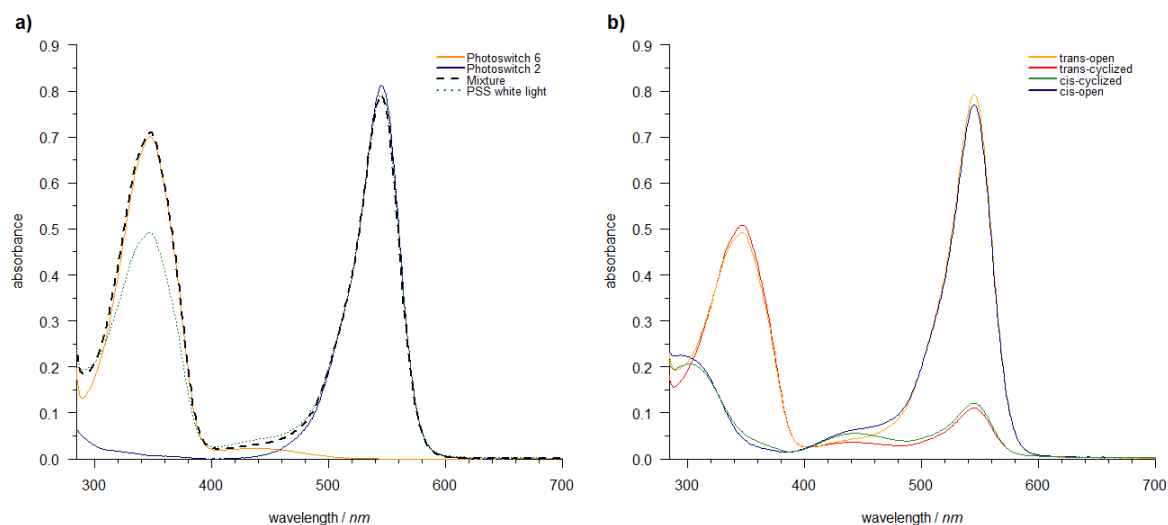 a)
0.9
0.8
0.7
0.6
0.5
0.4
0.3
0.2
0.1
0.0
absorbance
300 400 500 600 700
wavelength / nm
Photoswitch 6
Photoswitch 2
Mixture
PSS white light
b)
0.9
0.8
0.7
0.6
0.5
0.4
0.3
0.2
0.1
0.0
absorbance
300 400 500 600 700
wavelength / nm
trans-open
trans-cyclized
cis-cyclized
cis-open